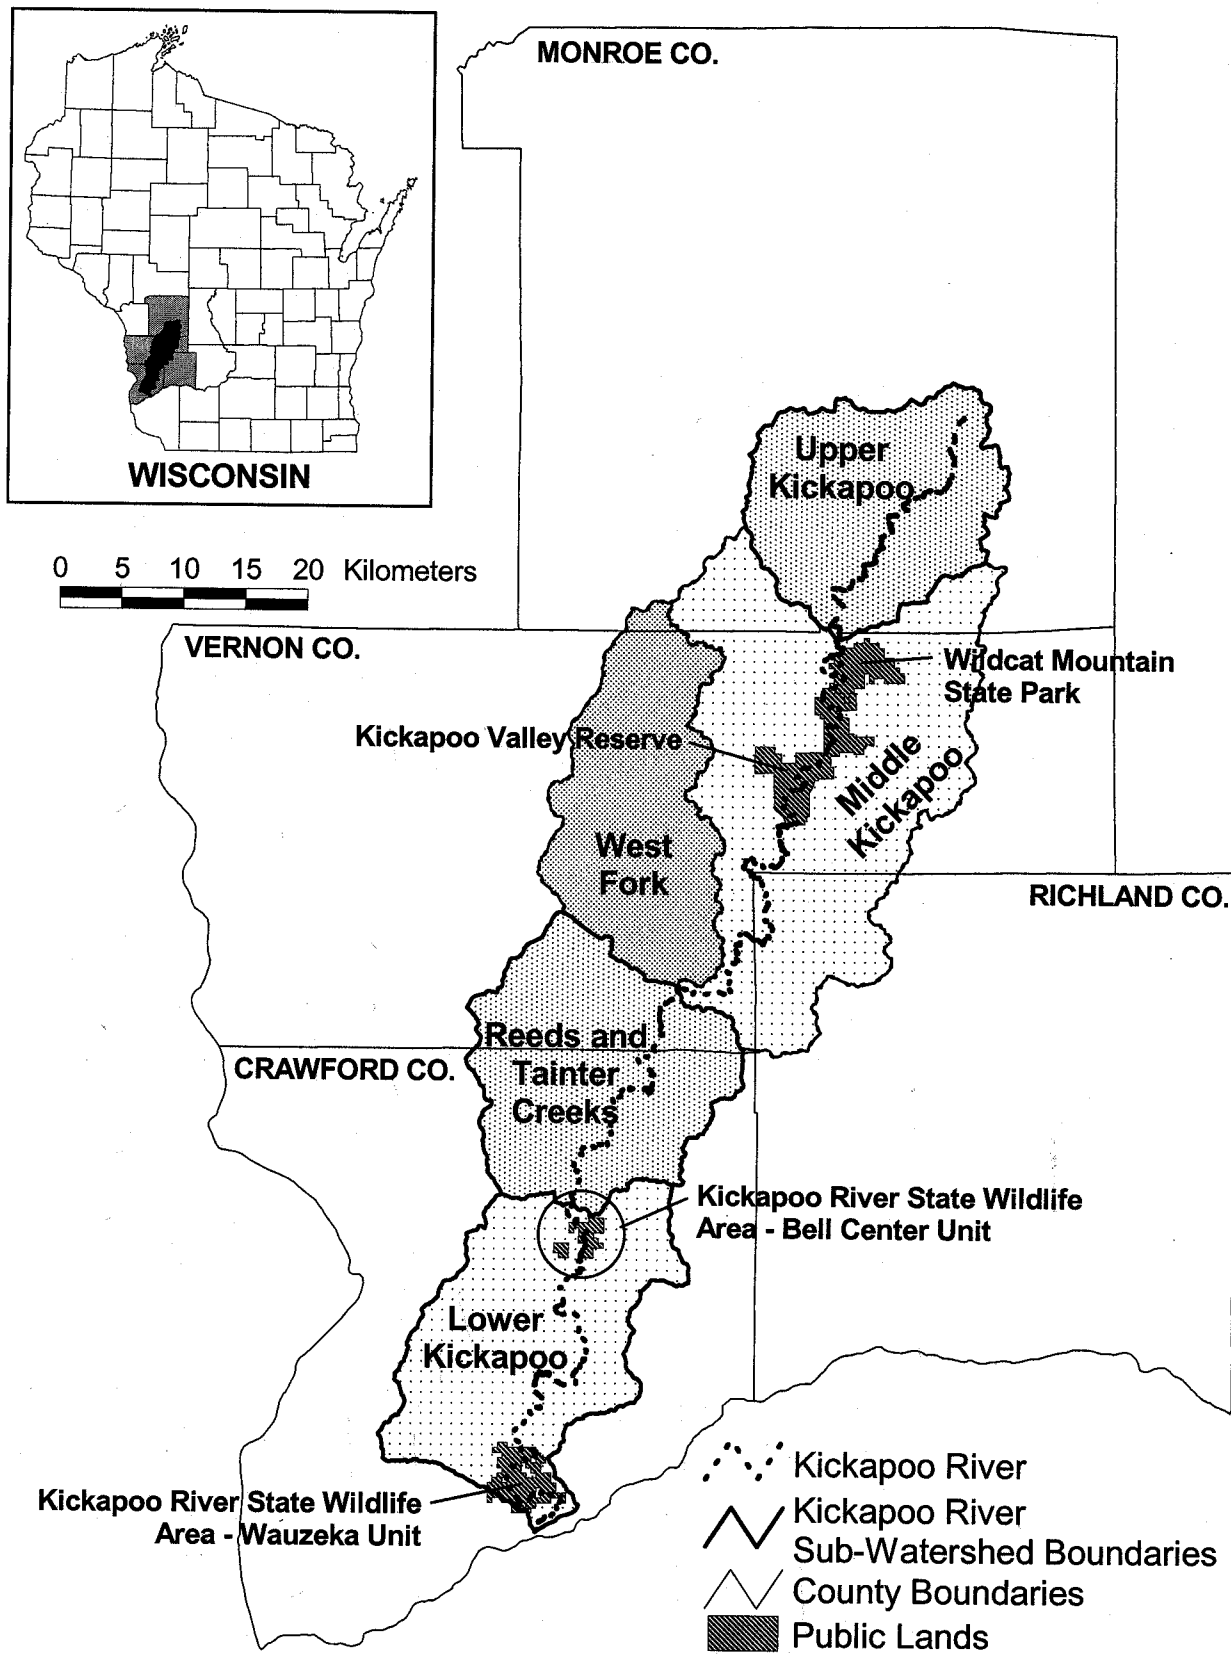 MONROE CO.
WISCONSIN
Upper
Kickapoo
0 5 10 15 20 Kilometers
VERNON CO.
Wildcat Mountain
State Park
Kickapoo Valley Reserve
Middle
Kickapoo
West
Fork
RICHLAND CO.
Reeds and
Tainter
Creeks
CRAWFORD CO.
Kickapoo River State Wildlife
Area - Bell Center Unit
Lower
Kickapoo
Kickapoo River State Wildlife
Area - Wauzeka Unit
Kickapoo River
Kickapoo River
Sub-Watershed Boundaries
County Boundaries
Public Lands